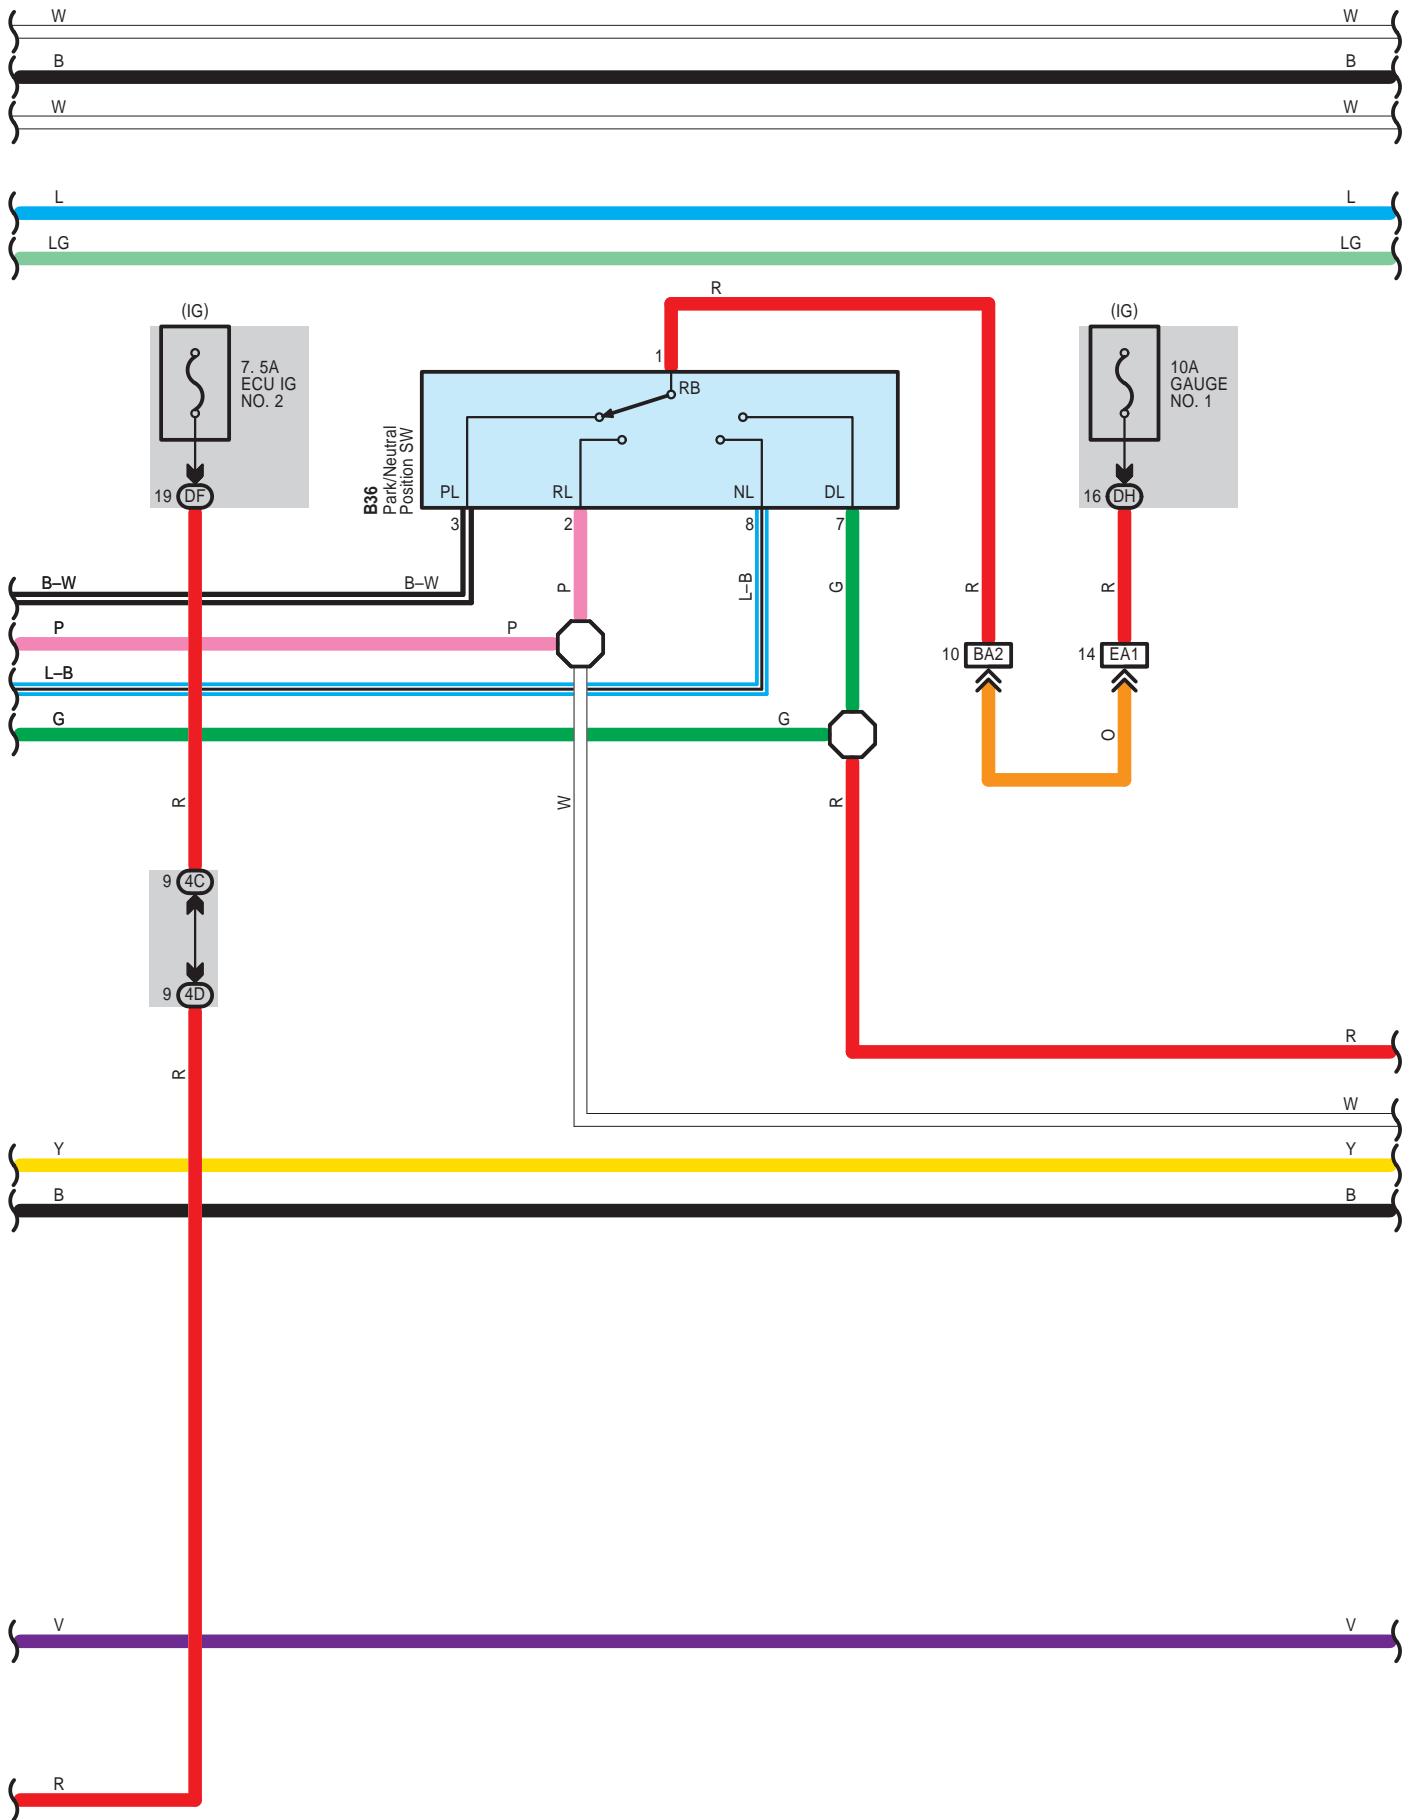 W W
B B
W W
L L
LG LG
R
(IG) (IG)
7. 5A
ECU IG
NO. 2
10A
GAUGE
NO. 1
1
RB
B36
Park/Neutral
Position SW
PL RL NL DL
19 DF
16 DH
3 2 8 7
B–W B–W
P
L–B
G
R
R
P P
L–B
10 BA2
14 EA1
G G
O
R
W
R
9 4C
9 4D
R
R
W
Y Y
B B
V V
R